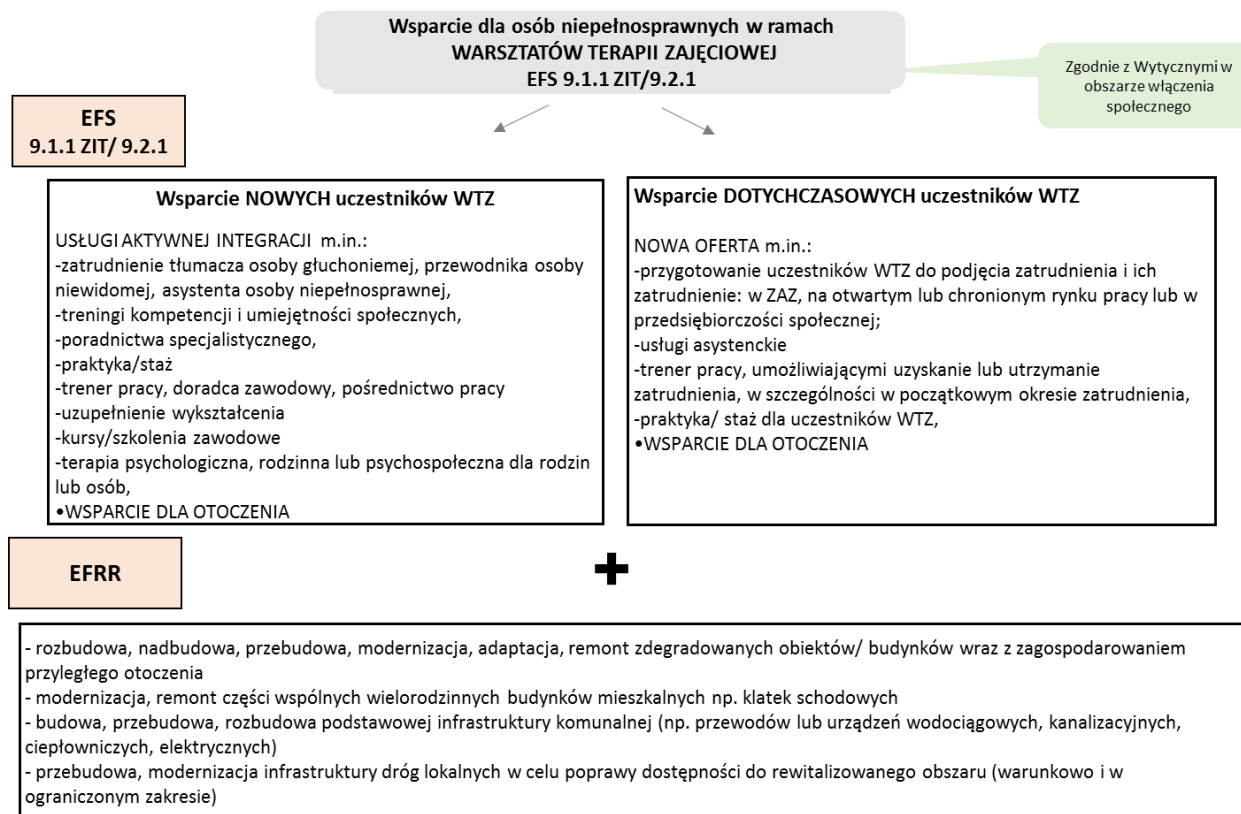 Wsparcie dla osób niepełnosprawnych w ramach
WARSZTATÓW TERAPII ZAJĘCIOWEJ
EFS 9.1.1 ZIT/9.2.1
Zgodnie z Wytycznymi w
obszarze włączenia
społecznego
EFS
9.1.1 ZIT/ 9.2.1
Wsparcie NOWYCH uczestników WTZ
USŁUGI AKTYWNEJ INTEGRACJI m.in.:
-zatrudnienie tłumacza osoby głuchoniemej, przewodnika osoby
niewidomej, asystenta osoby niepełnosprawnej,
-treningi kompetencji i umiejętności społecznych,
-poradnictwa specjalistycznego,
-praktyka/staż
-trener pracy, doradca zawodowy, pośrednictwo pracy
-uzupełnienie wykształcenia
-kursy/szkolenia zawodowe
-terapia psychologiczna, rodzinna lub psychospołeczna dla rodzin
lub osób,
•WSPARCIE DLA OTOCZENIA
Wsparcie DOTYCHCZASOWYCH uczestników WTZ
NOWA OFERTA m.in.:
-przygotowanie uczestników WTZ do podjęcia zatrudnienia i ich
zatrudnienie: w ZAZ, na otwartym lub chronionym rynku pracy lub w
przedsiębiorczości społecznej;
-usługi asystenckie
-trener pracy, umożliwiającymi uzyskanie lub utrzymanie
zatrudnienia, w szczególności w początkowym okresie zatrudnienia,
-praktyka/ staż dla uczestników WTZ,
•WSPARCIE DLA OTOCZENIA
EFRR
+
- rozbudowa, nadbudowa, przebudowa, modernizacja, adaptacja, remont zdegradowanych obiektów/ budynków wraz z zagospodarowaniem
przyległego otoczenia
- modernizacja, remont części wspólnych wielorodzinnych budynków mieszkalnych np. klatek schodowych
- budowa, przebudowa, rozbudowa podstawowej infrastruktury komunalnej (np. przewodów lub urządzeń wodociągowych, kanalizacyjnych,
ciepłowniczych, elektrycznych)
- przebudowa, modernizacja infrastruktury dróg lokalnych w celu poprawy dostępności do rewitalizowanego obszaru (warunkowo i w
ograniczonym zakresie)